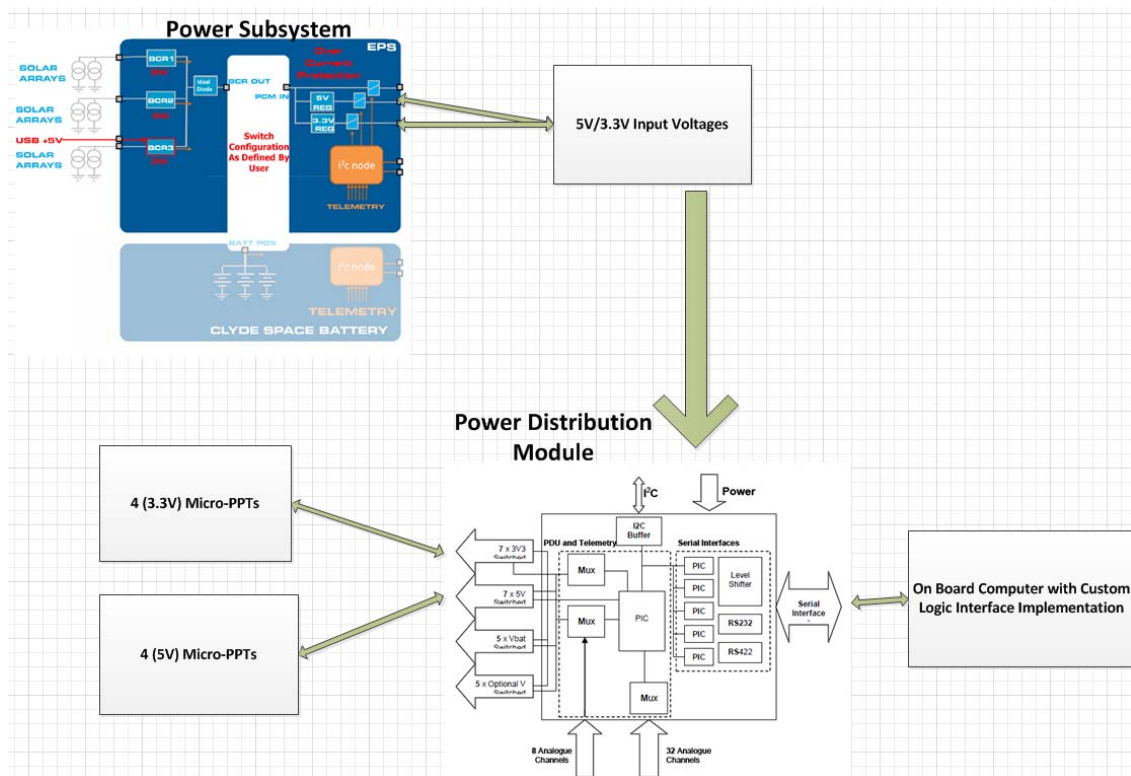 Power Subsystem
EPS
Over
Current
Protection
SOLAR
ARRAYS
BCR1
Ideal
Diode
BCR OUT
PCM IN
5V
REG
3.3V
REG
SOLAR
ARRAYS
BCR2
USB +5V
SOLAR
ARRAYS
BCR3
Switch
Configuration
As Defined By
User
I²c node
TELEMETRY
BATT POS
I²c node
TELEMETRY
CLYDE SPACE BATTERY
5V/3.3V Input Voltages
Power Distribution
Module
4 (3.3V) Micro-PPTs
4 (5V) Micro-PPTs
I²C
Power
I2C
Buffer
PDU and Telemetry
Serial Interfaces
7 x 3V3
Switched
7 x 5V
Switched
5 x Vbat
Switched
5 x Optional V
Switched
Mux
Mux
PIC
Mux
PIC
PIC
PIC
PIC
PIC
Level
Shifter
RS232
RS422
Serial
Interface
8 Analogue
Channels
32 Analogue
Channels
On Board Computer with Custom
Logic Interface Implementation